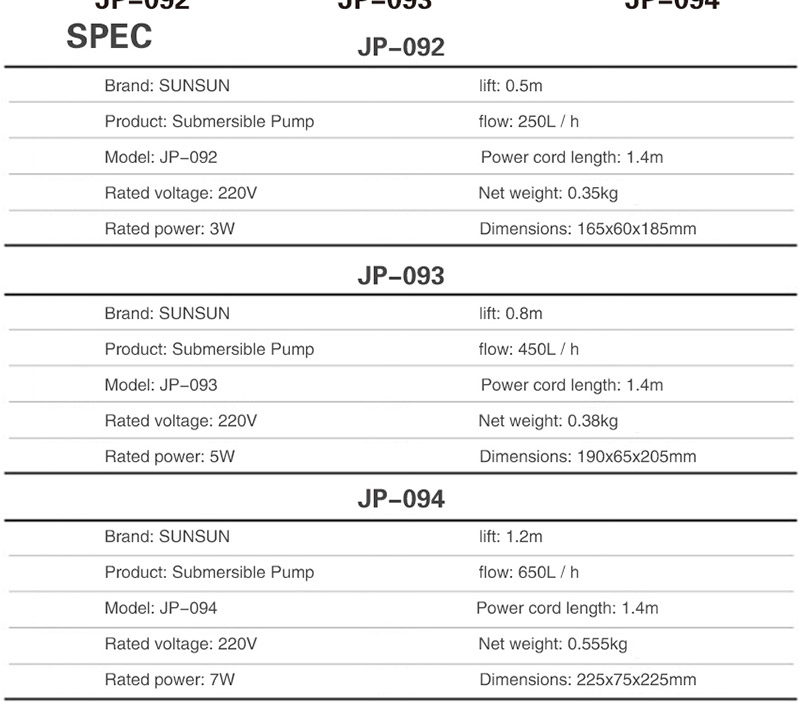 JP-092 JP-093 JP-094
SPEC
JP-092
Brand: SUNSUN lift: 0.5m
Product: Submersible Pump flow: 250L / h
Model: JP-092 Power cord length: 1.4m
Rated voltage: 220V Net weight: 0.35kg
Rated power: 3W Dimensions: 165x60x185mm
JP-093
Brand: SUNSUN lift: 0.8m
Product: Submersible Pump flow: 450L / h
Model: JP-093 Power cord length: 1.4m
Rated voltage: 220V Net weight: 0.38kg
Rated power: 5W Dimensions: 190x65x205mm
JP-094
Brand: SUNSUN lift: 1.2m
Product: Submersible Pump flow: 650L / h
Model: JP-094 Power cord length: 1.4m
Rated voltage: 220V Net weight: 0.555kg
Rated power: 7W Dimensions: 225x75x225mm